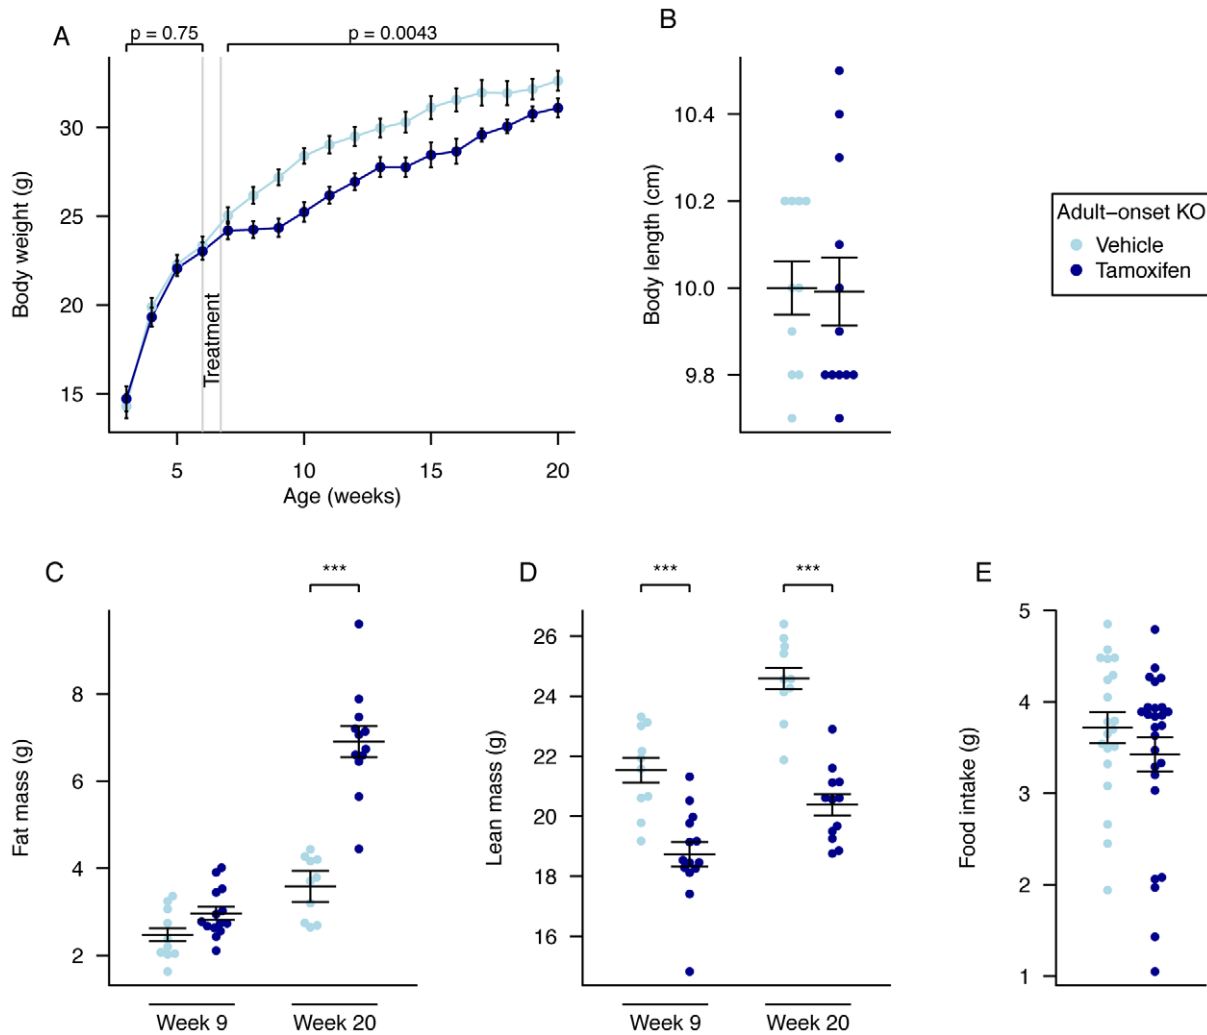 A
p = 0.75
p = 0.0043
30
25
20
15
Body weight (g)
Treatment
5
10
15
20
Age (weeks)
B
10.4
10.2
10.0
9.8
Body length (cm)
Adult−onset KO
Vehicle
Tamoxifen
C
***
8
6
4
2
Fat mass (g)
Week 9
Week 20
D
***
***
26
24
22
20
18
16
Lean mass (g)
Week 9
Week 20
E
5
4
3
2
1
Food intake (g)